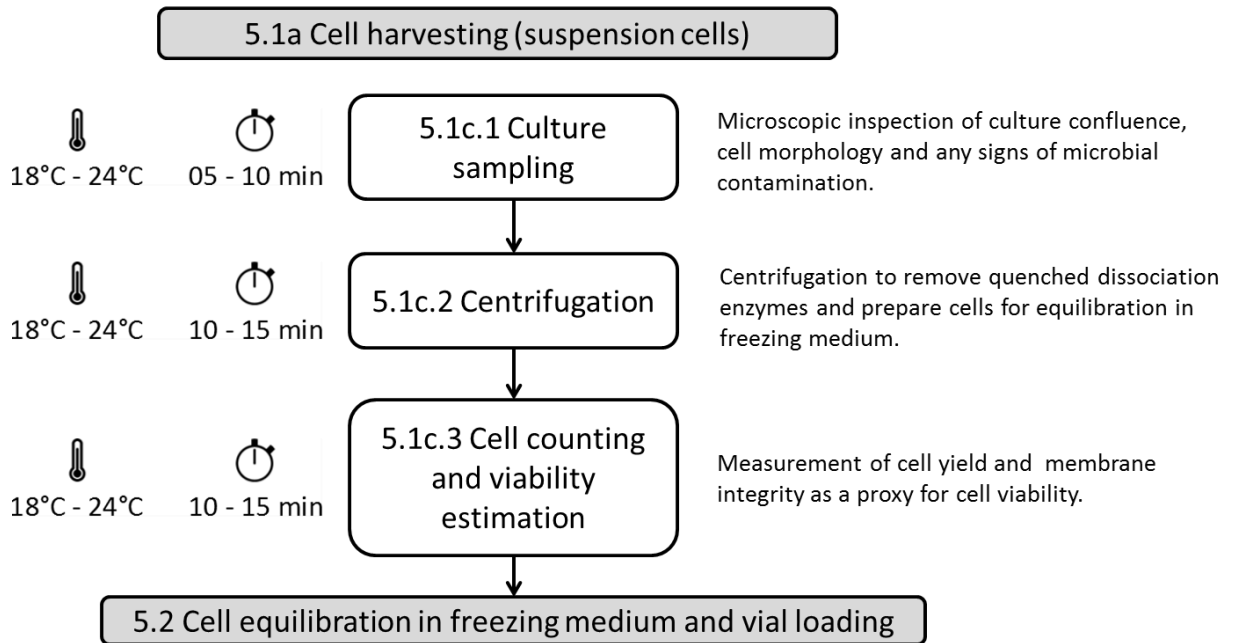 5.1a Cell harvesting (suspension cells)
18°C - 24°C
05 - 10 min
5.1c.1 Culture
sampling
Microscopic inspection of culture confluence,
cell morphology and any signs of microbial
contamination.
18°C - 24°C
10 - 15 min
5.1c.2 Centrifugation
Centrifugation to remove quenched dissociation
enzymes and prepare cells for equilibration in
freezing medium.
18°C - 24°C
10 - 15 min
5.1c.3 Cell counting
and viability
estimation
Measurement of cell yield and  membrane
integrity as a proxy for cell viability.
5.2 Cell equilibration in freezing medium and vial loading